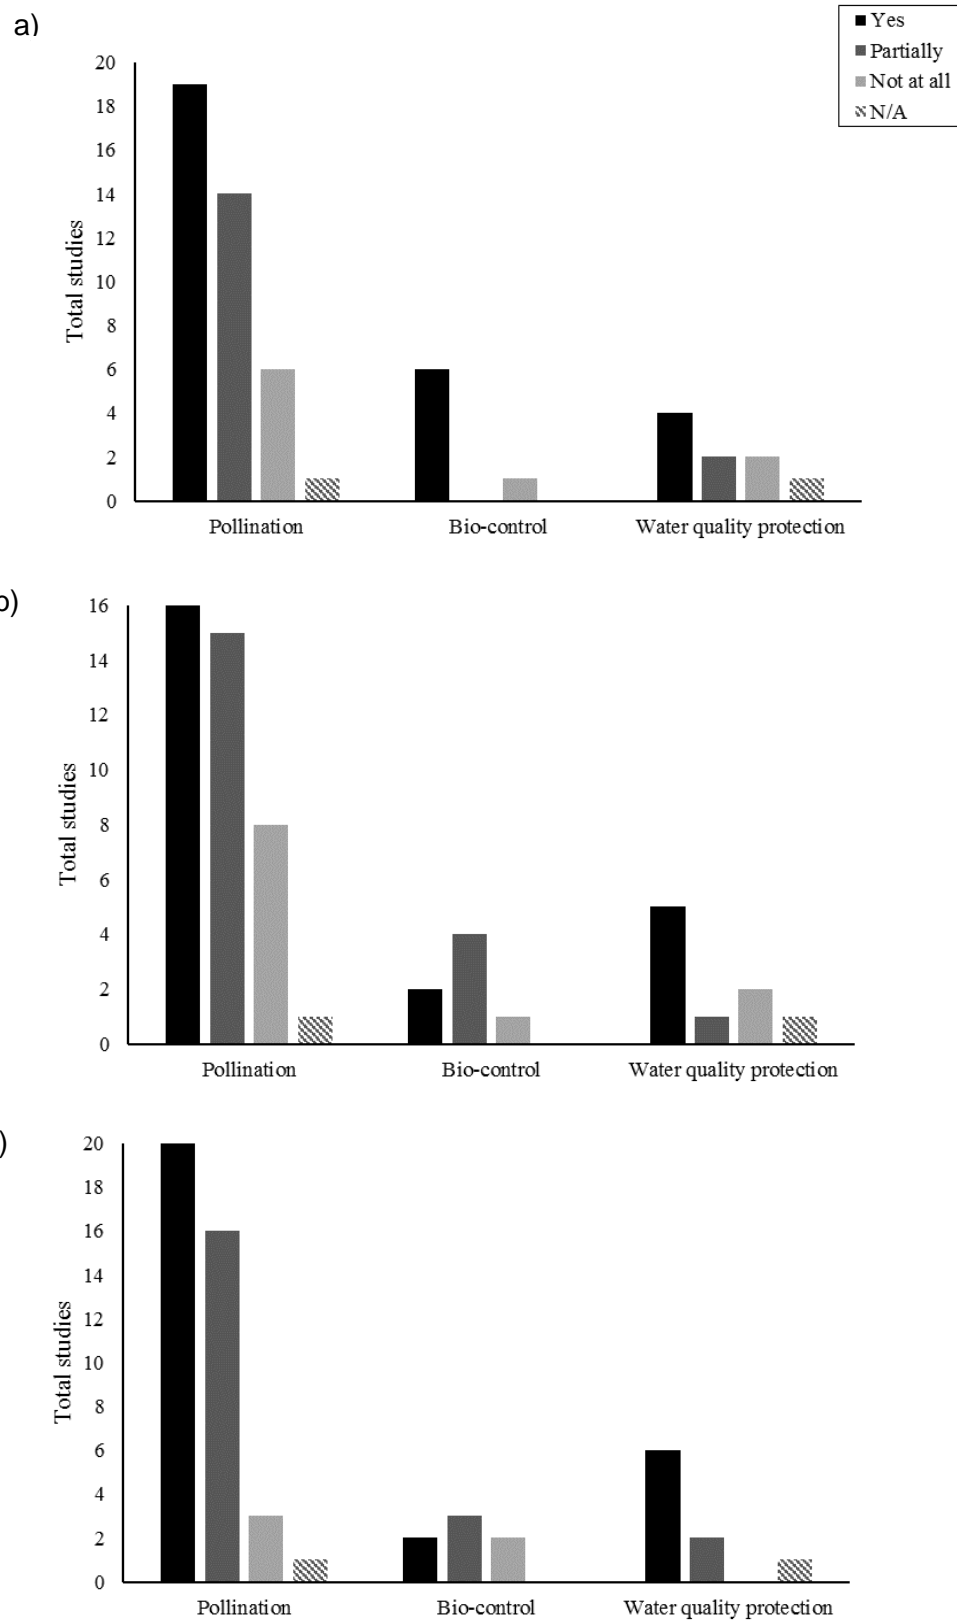 a)
Yes
Partially
Not at all
N/A
20
18
16
14
12
10
8
6
4
2
0
Total studies
Pollination Bio-control Water quality protection
b)
16
14
12
10
8
6
4
2
0
Total studies
Pollination Bio-control Water quality protection
)
20
18
16
14
12
10
8
6
4
2
0
Total studies
Pollination Bio-control Water quality protection